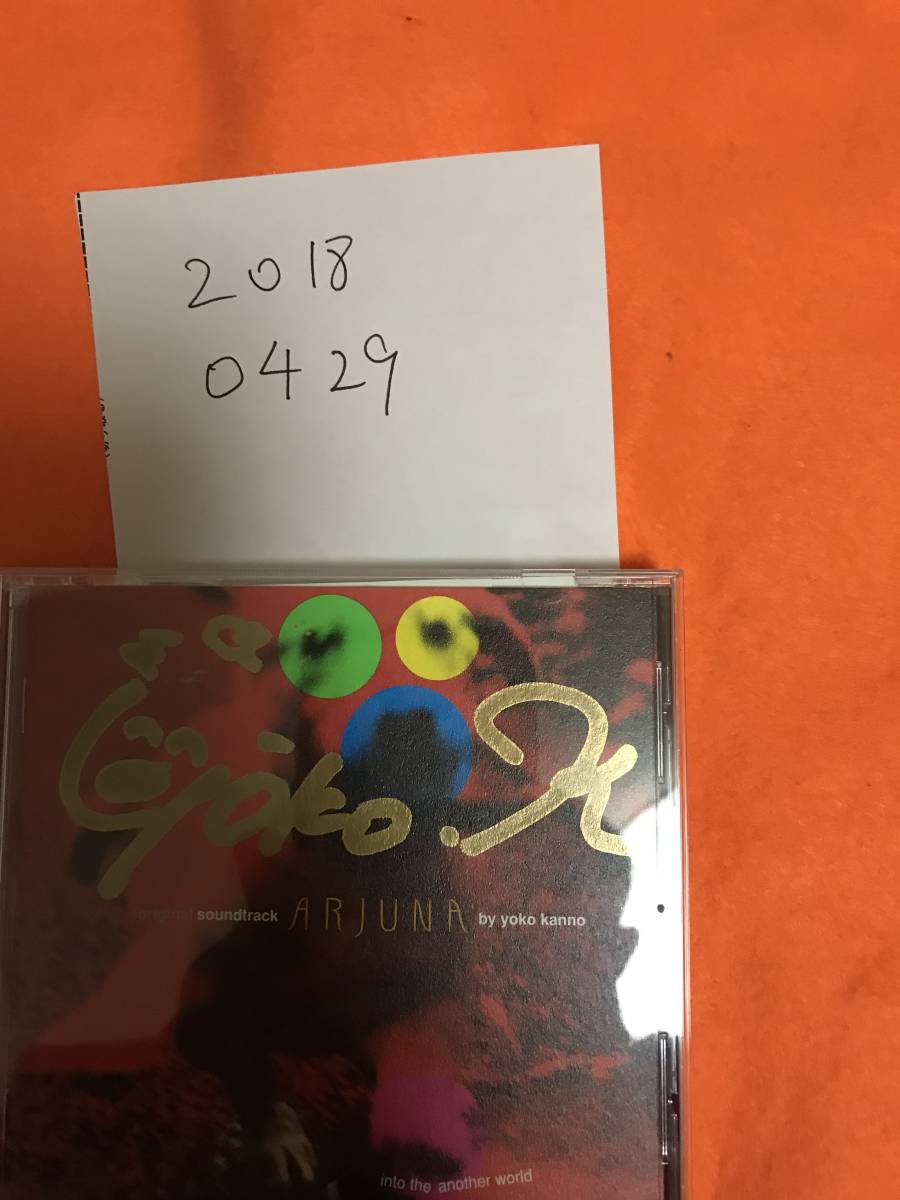 2018
0429
Yoko.K
original soundtrack ARJUNA by yoko kanno
into the another world